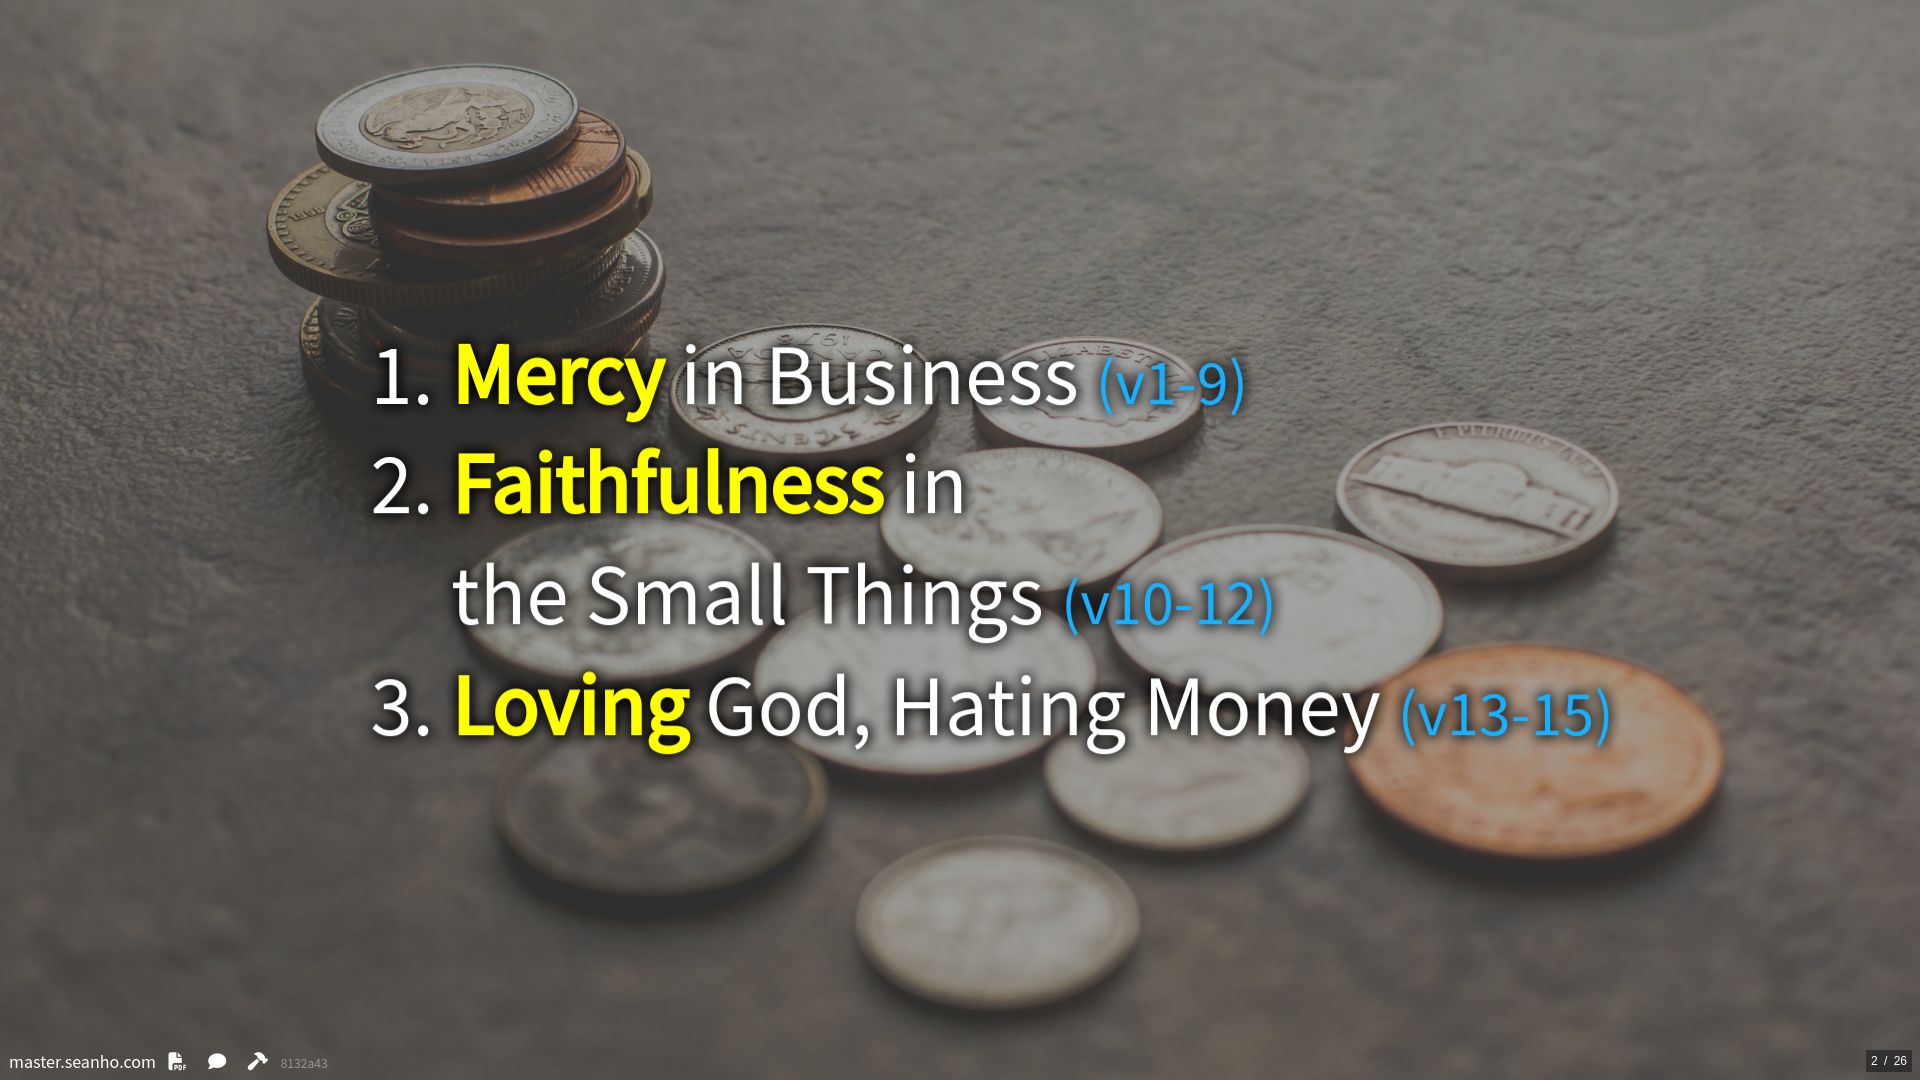 1. Mercy in Business (v1-9)
2. Faithfulness in
the Small Things (v10-12)
3. Loving God, Hating Money (v13-15)
master.seanho.com PDF 8132a43
2 / 26